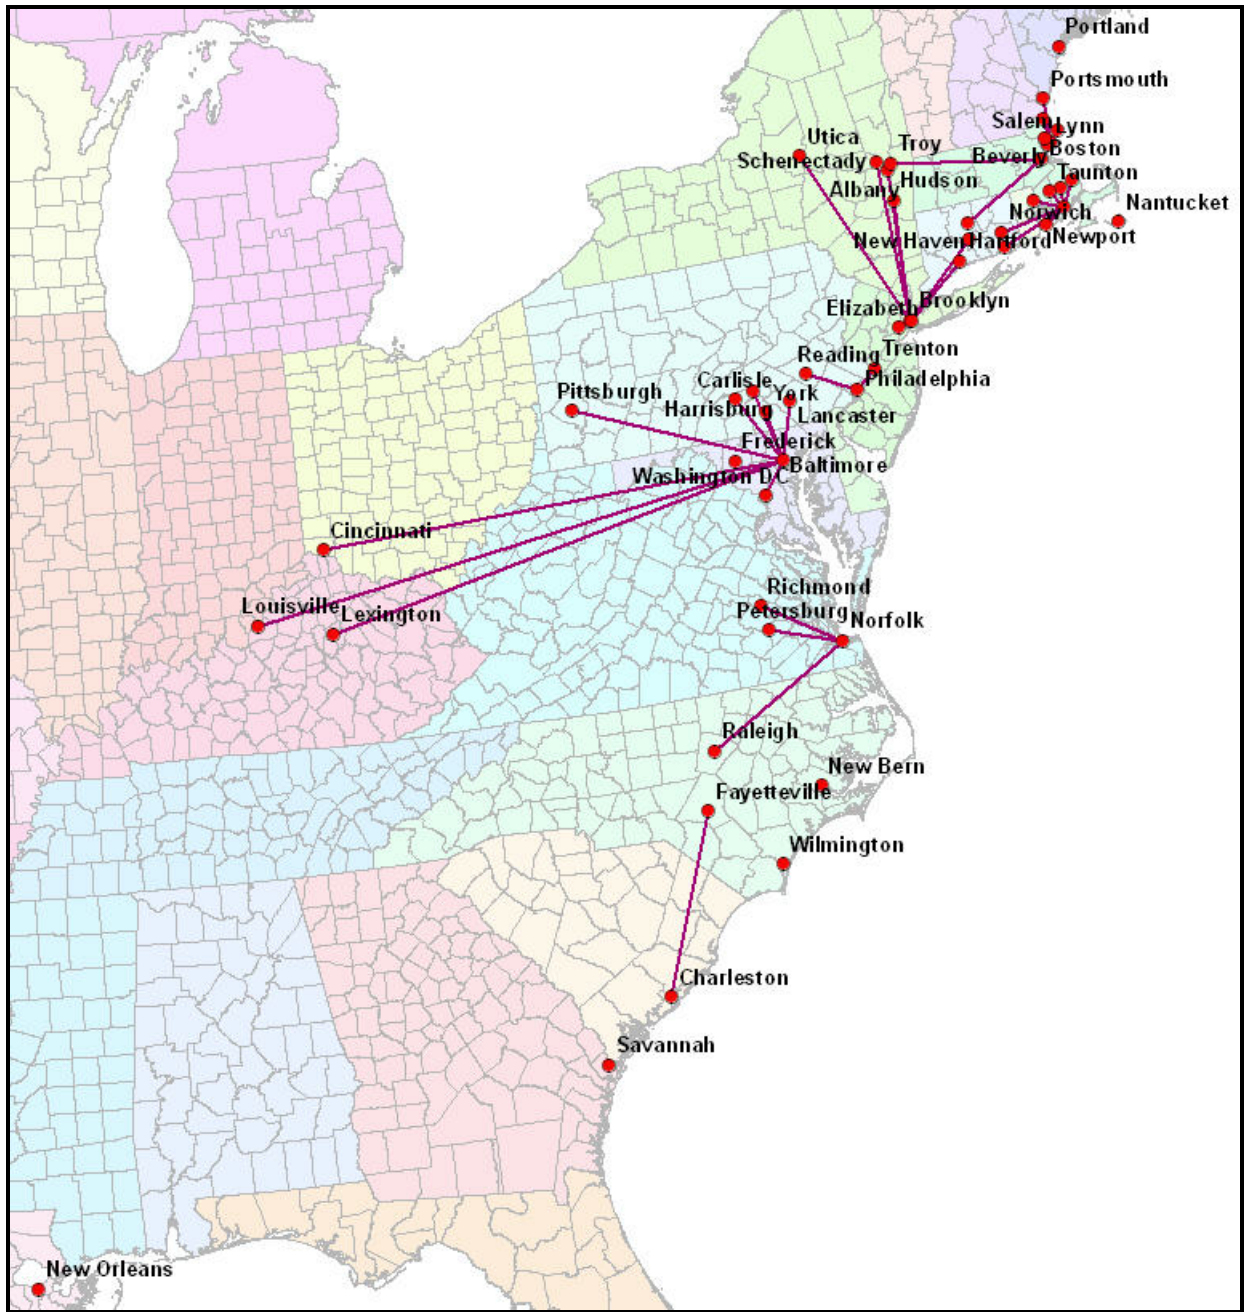 Portland
Portsmouth
Salem
Lynn
Utica
Troy
Boston
Schenectady
Beverly
Taunton
Albany
Hudson
Nantucket
Norwich
New Haven
Hartford
Newport
Elizabeth
Brooklyn
Trenton
Reading
Philadelphia
Carlisle
York
Pittsburgh
Harrisburg
Lancaster
Frederick
Baltimore
Washington DC
Cincinnati
Richmond
Louisville
Lexington
Petersburg
Norfolk
Raleigh
New Bern
Fayetteville
Wilmington
Charleston
Savannah
New Orleans